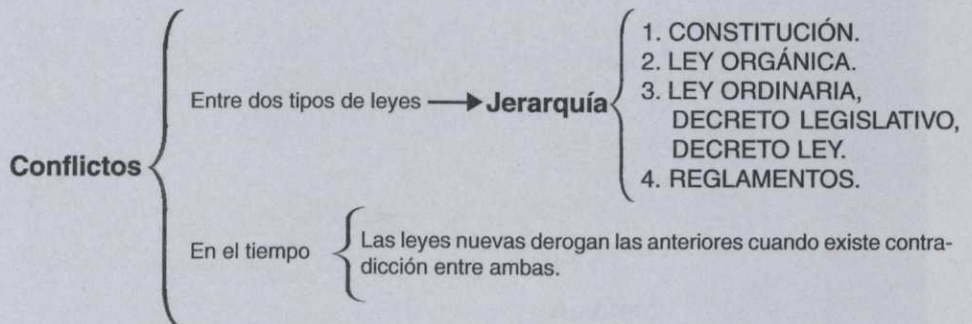 Conflictos
Entre dos tipos de leyes
Jerarquía
1. CONSTITUCIÓN.
2. LEY ORGÁNICA.
3. LEY ORDINARIA,
DECRETO LEGISLATIVO,
DECRETO LEY.
4. REGLAMENTOS.
En el tiempo
Las leyes nuevas derogan las anteriores cuando existe contra-
dicción entre ambas.